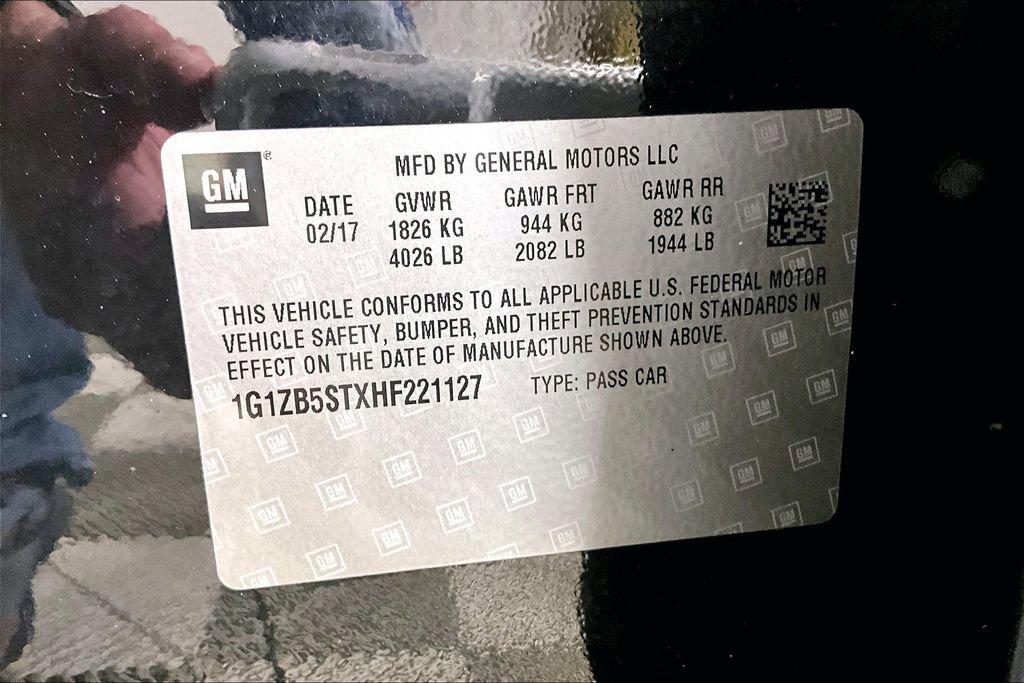 GM
MFD BY GENERAL MOTORS LLC
DATE GVWR GAWR FRT GAWR RR
02/17 1826 KG 944 KG 882 KG
4026 LB 2082 LB 1944 LB
THIS VEHICLE CONFORMS TO ALL APPLICABLE U.S. FEDERAL MOTOR
VEHICLE SAFETY, BUMPER, AND THEFT PREVENTION STANDARDS IN
EFFECT ON THE DATE OF MANUFACTURE SHOWN ABOVE.
1G1ZB5STXHF221127 TYPE: PASS CAR